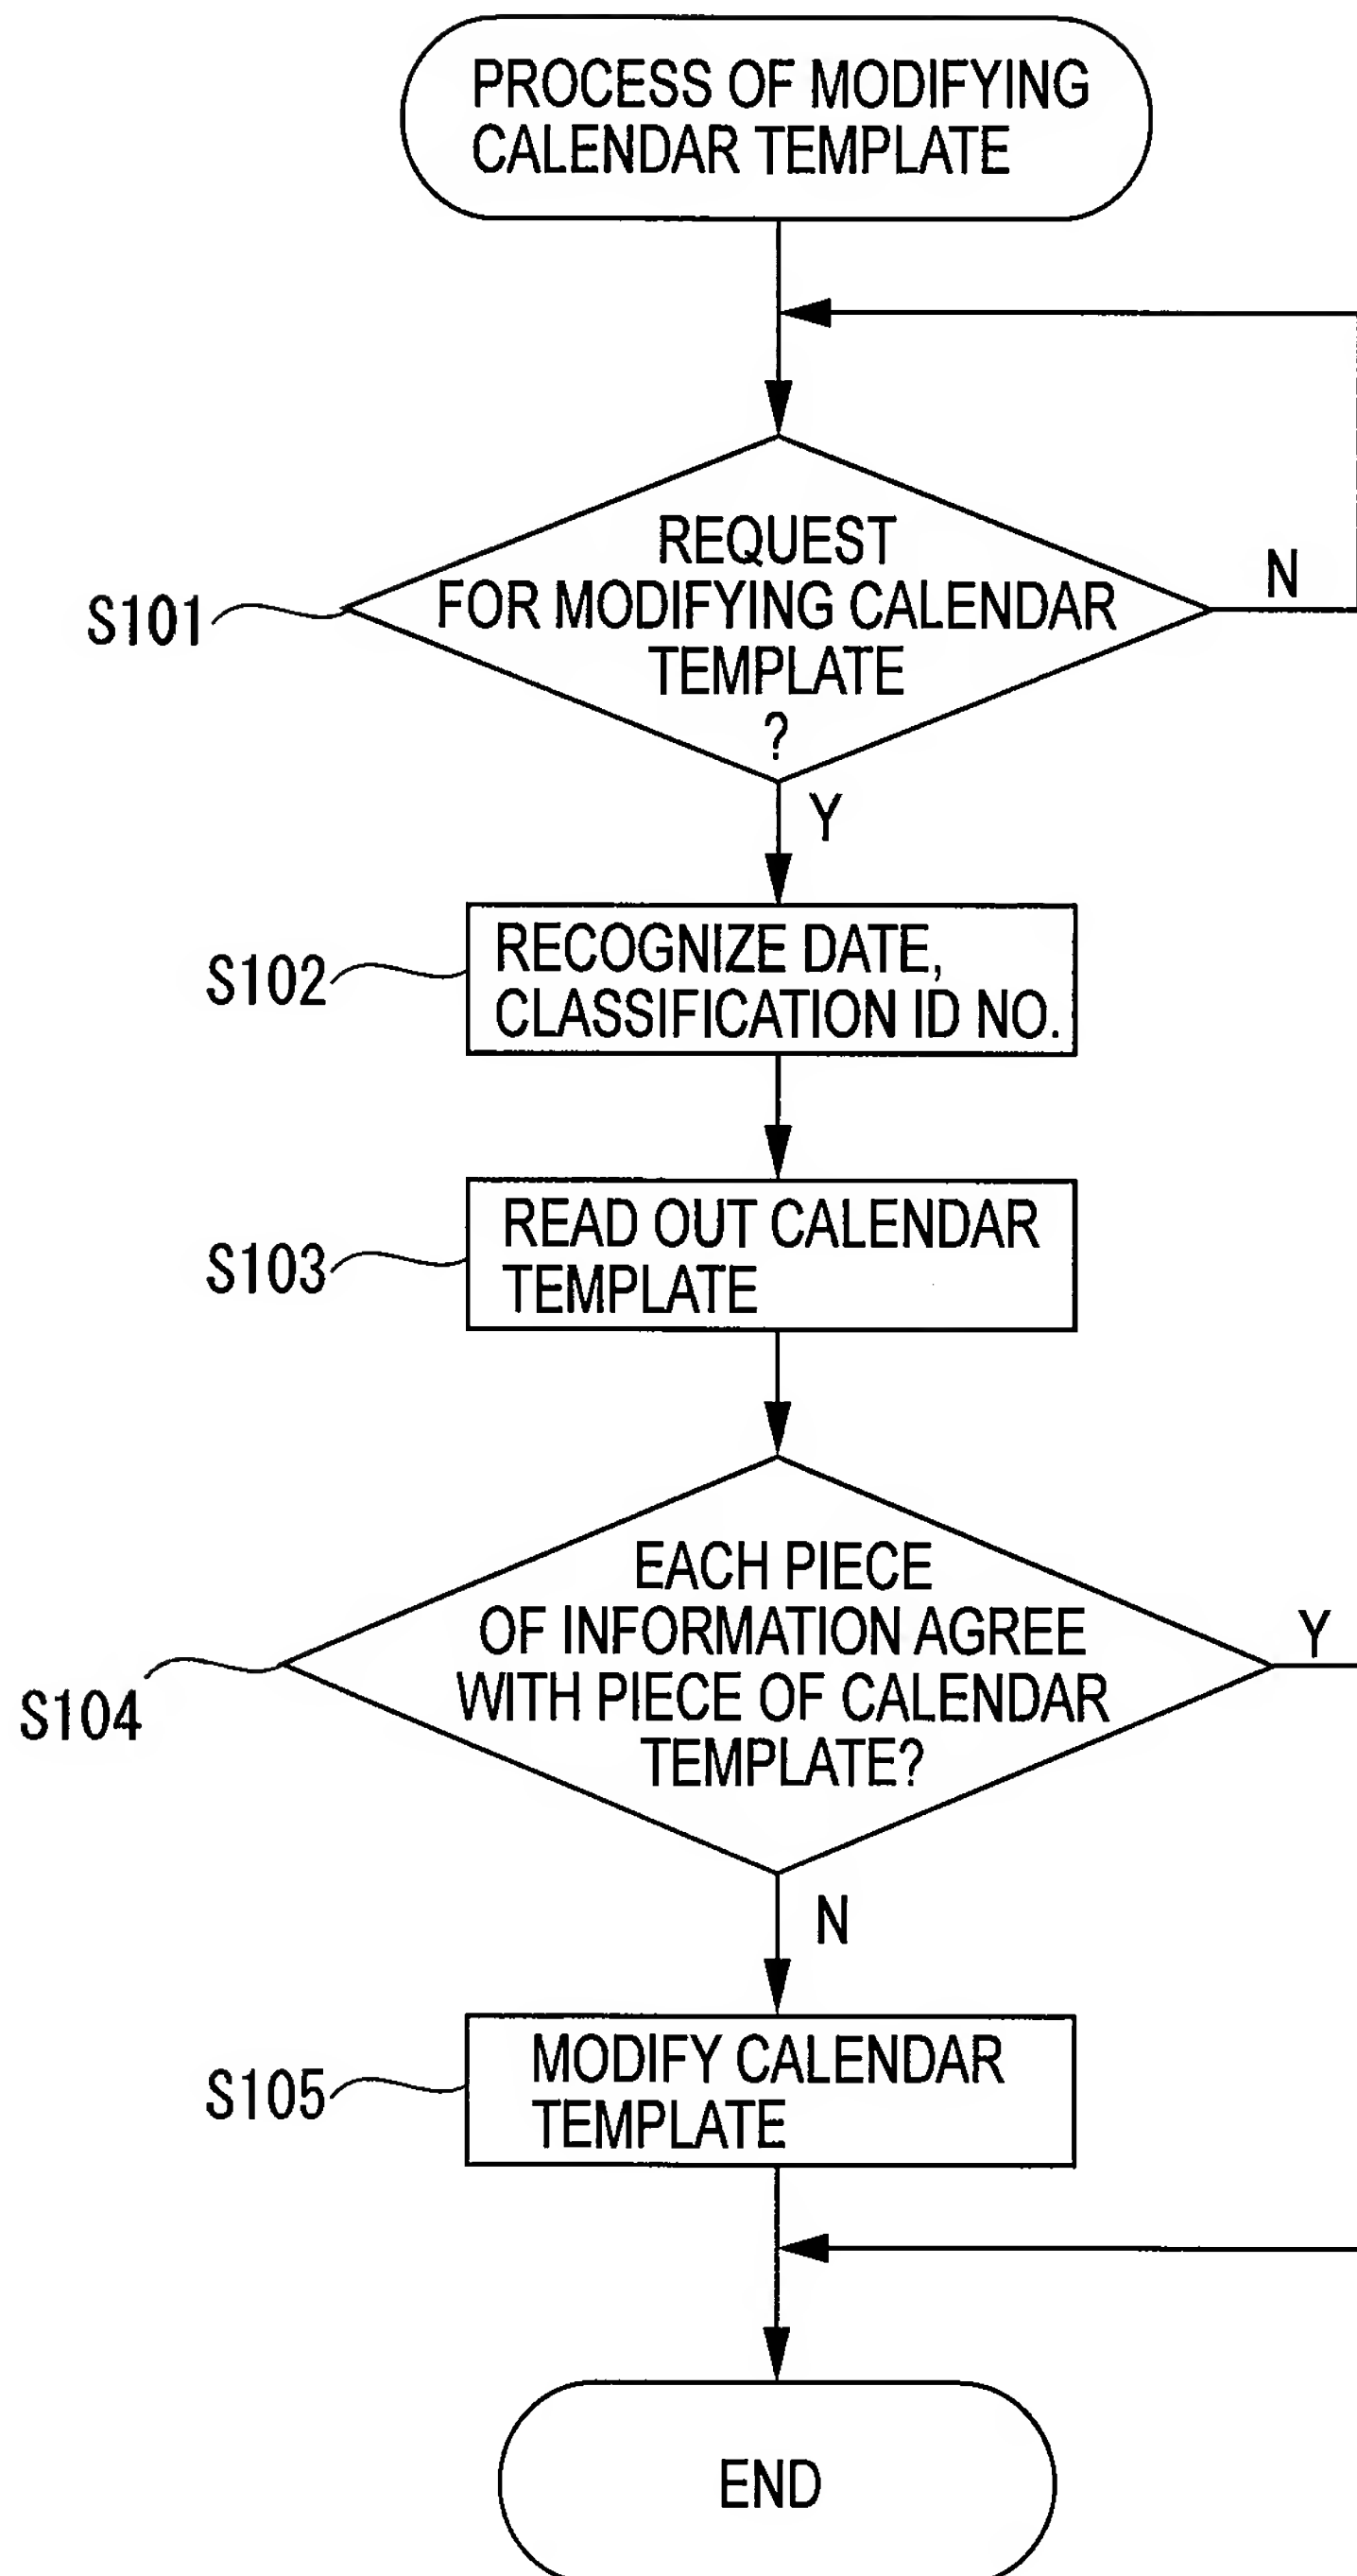 PROCESS OF MODIFYING
CALENDAR TEMPLATE
REQUEST
FOR MODIFYING CALENDAR
TEMPLATE
?
N
S101
Y
S102
RECOGNIZE DATE,
CLASSIFICATION ID NO.
S103
READ OUT CALENDAR
TEMPLATE
EACH PIECE
OF INFORMATION AGREE
WITH PIECE OF CALENDAR
TEMPLATE?
Y
S104
N
S105
MODIFY CALENDAR
TEMPLATE
END